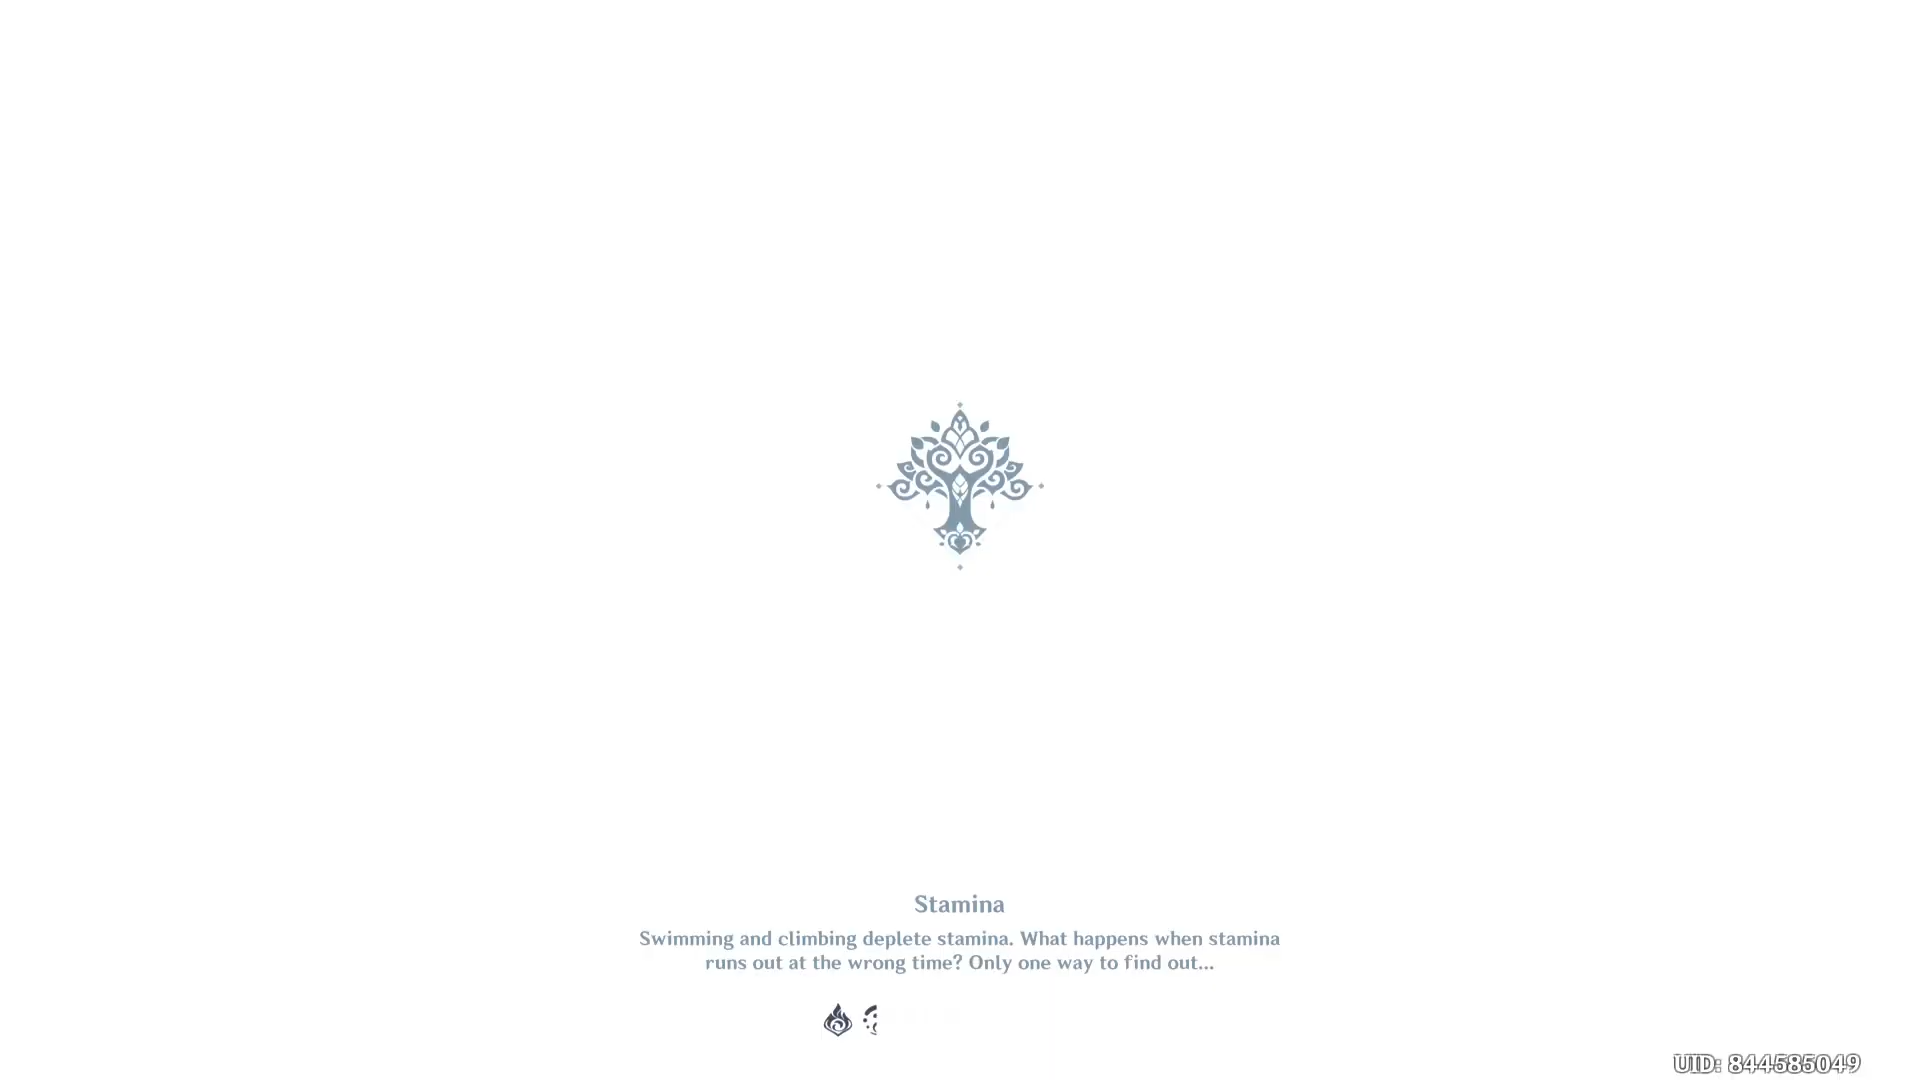 Stamina
Swimming and climbing deplete stamina. What happens when stamina
runs out at the wrong time? Only one way to find out...
UID: 844585049